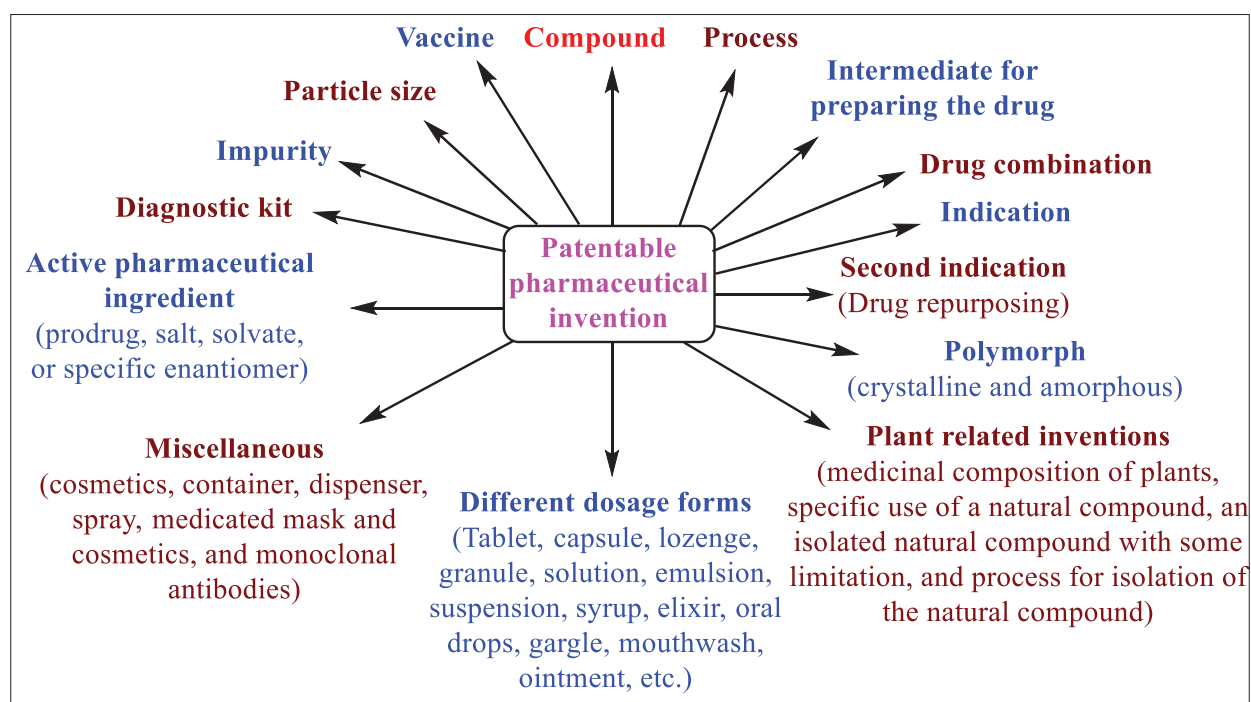 Vaccine
Compound
Process
Intermediate for
preparing the drug
Particle size
Impurity
Drug combination
Diagnostic kit
Indication
Patentable
pharmaceutical
invention
Active pharmaceutical
ingredient
(prodrug, salt, solvate,
or specific enantiomer)
Second indication
(Drug repurposing)
Polymorph
(crystalline and amorphous)
Miscellaneous
(cosmetics, container, dispenser,
spray, medicated mask and
cosmetics, and monoclonal
antibodies)
Different dosage forms
(Tablet, capsule, lozenge,
granule, solution, emulsion,
suspension, syrup, elixir, oral
drops, gargle, mouthwash,
ointment, etc.)
Plant related inventions
(medicinal composition of plants,
specific use of a natural compound, an
isolated natural compound with some
limitation, and process for isolation of
the natural compound)